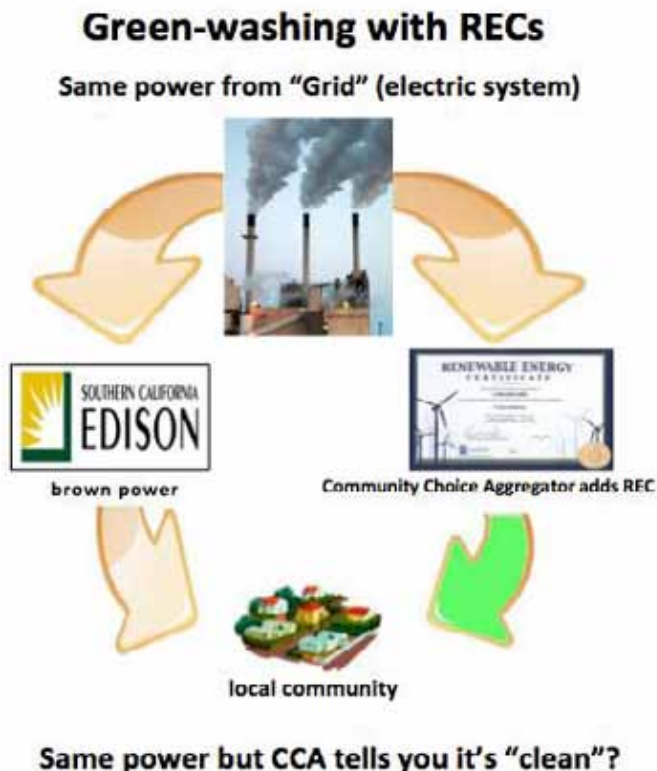 Green-washing with RECs
Same power from “Grid” (electric system)
SOUTHERN CALIFORNIA
EDISON
RENEWABLE ENERGY
CERTIFICATE
brown power
Community Choice Aggregator adds REC
local community
Same power but CCA tells you it’s “clean”?